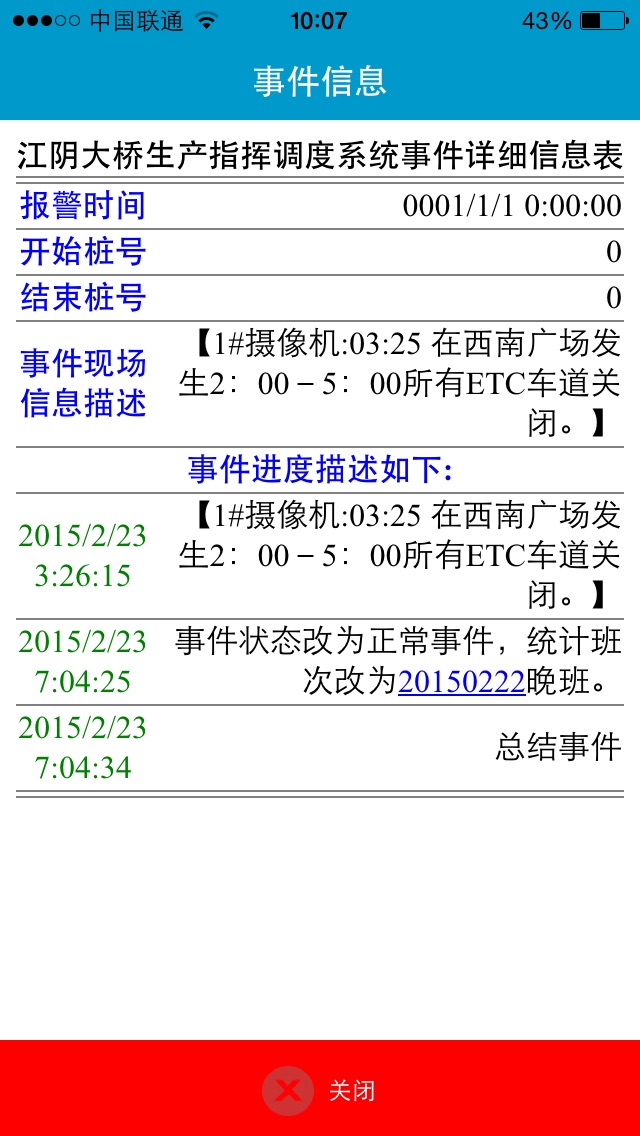 中国联通 10:07 43%
事件信息
江阴大桥生产指挥调度系统事件详细信息表
报警时间 0001/1/1 0:00:00
开始桩号 0
结束桩号 0
事件现场
信息描述
【1#摄像机:03:25 在西南广场发
生2：00－5：00所有ETC车道关
闭。】
事件进度描述如下:
2015/2/23
3:26:15
【1#摄像机:03:25 在西南广场发
生2：00－5：00所有ETC车道关
闭。】
2015/2/23
7:04:25
事件状态改为正常事件，统计班
次改为20150222晚班。
2015/2/23
7:04:34
总结事件
关闭